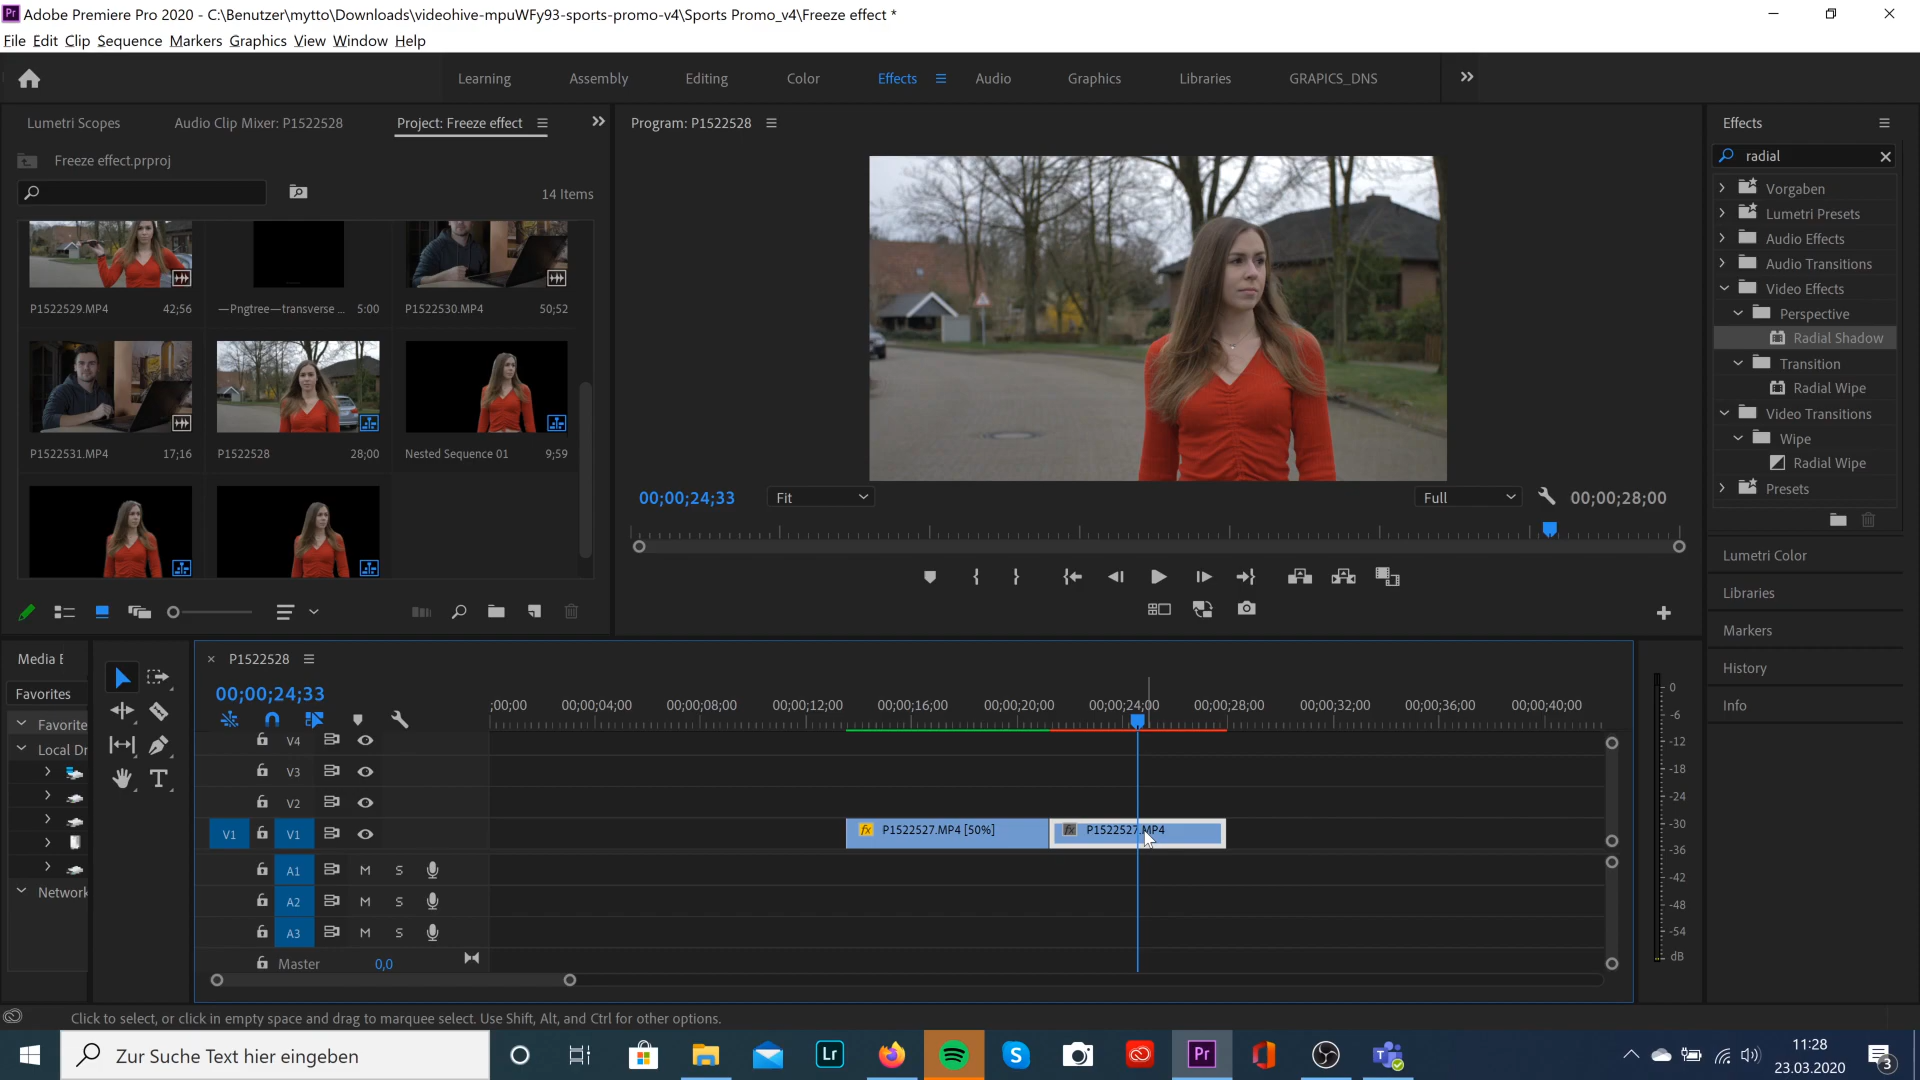 Adobe Premiere Pro 2020 - C:\Benutzer\mytto\Downloads\videohive-mpuWFy93-sports-promo-v4\Sports Promo_v4\Freeze effect *
File Edit Clip Sequence Markers Graphics View Window Help
Learning Assembly Editing Color Effects Audio Graphics Libraries GRAPICS_DNS
Lumetri Scopes Audio Clip Mixer: P1522528 Project: Freeze effect
Freeze effect.prproj
14 Items
P1522529.MP4 42;56 —Pngtree—transverse ... 5:00 P1522530.MP4 50;52
P1522531.MP4 17;16 P1522528 28;00 Nested Sequence 01 9;59
Program: P1522528
00;00;24;33 Fit Full 00;00;28;00
Effects
radial
Vorgaben
Lumetri Presets
Audio Effects
Audio Transitions
Video Effects
Perspective
Radial Shadow
Transition
Radial Wipe
Video Transitions
Wipe
Radial Wipe
Presets
Lumetri Color
Libraries
Markers
History
Info
Media E
Favorites
Favorite
Local Dr
Network
P1522528
00;00;24;33
;00;00 00;00;04;00 00;00;08;00 00;00;12;00 00;00;16;00 00;00;20;00 00;00;24;00 00;00;28;00 00;00;32;00 00;00;36;00 00;00;40;00
V4
V3
V2
V1 V1 fx P1522527.MP4 [50%] fx P1522527.MP4
A1 M S
A2 M S
A3 M S
Master 0,0
0
-6
-12
-18
-24
-30
-36
-42
-48
-54
dB
Click to select, or click in empty space and drag to marquee select. Use Shift, Alt, and Ctrl for other options.
Zur Suche Text hier eingeben
Lr
Pr
11:28
23.03.2020
3